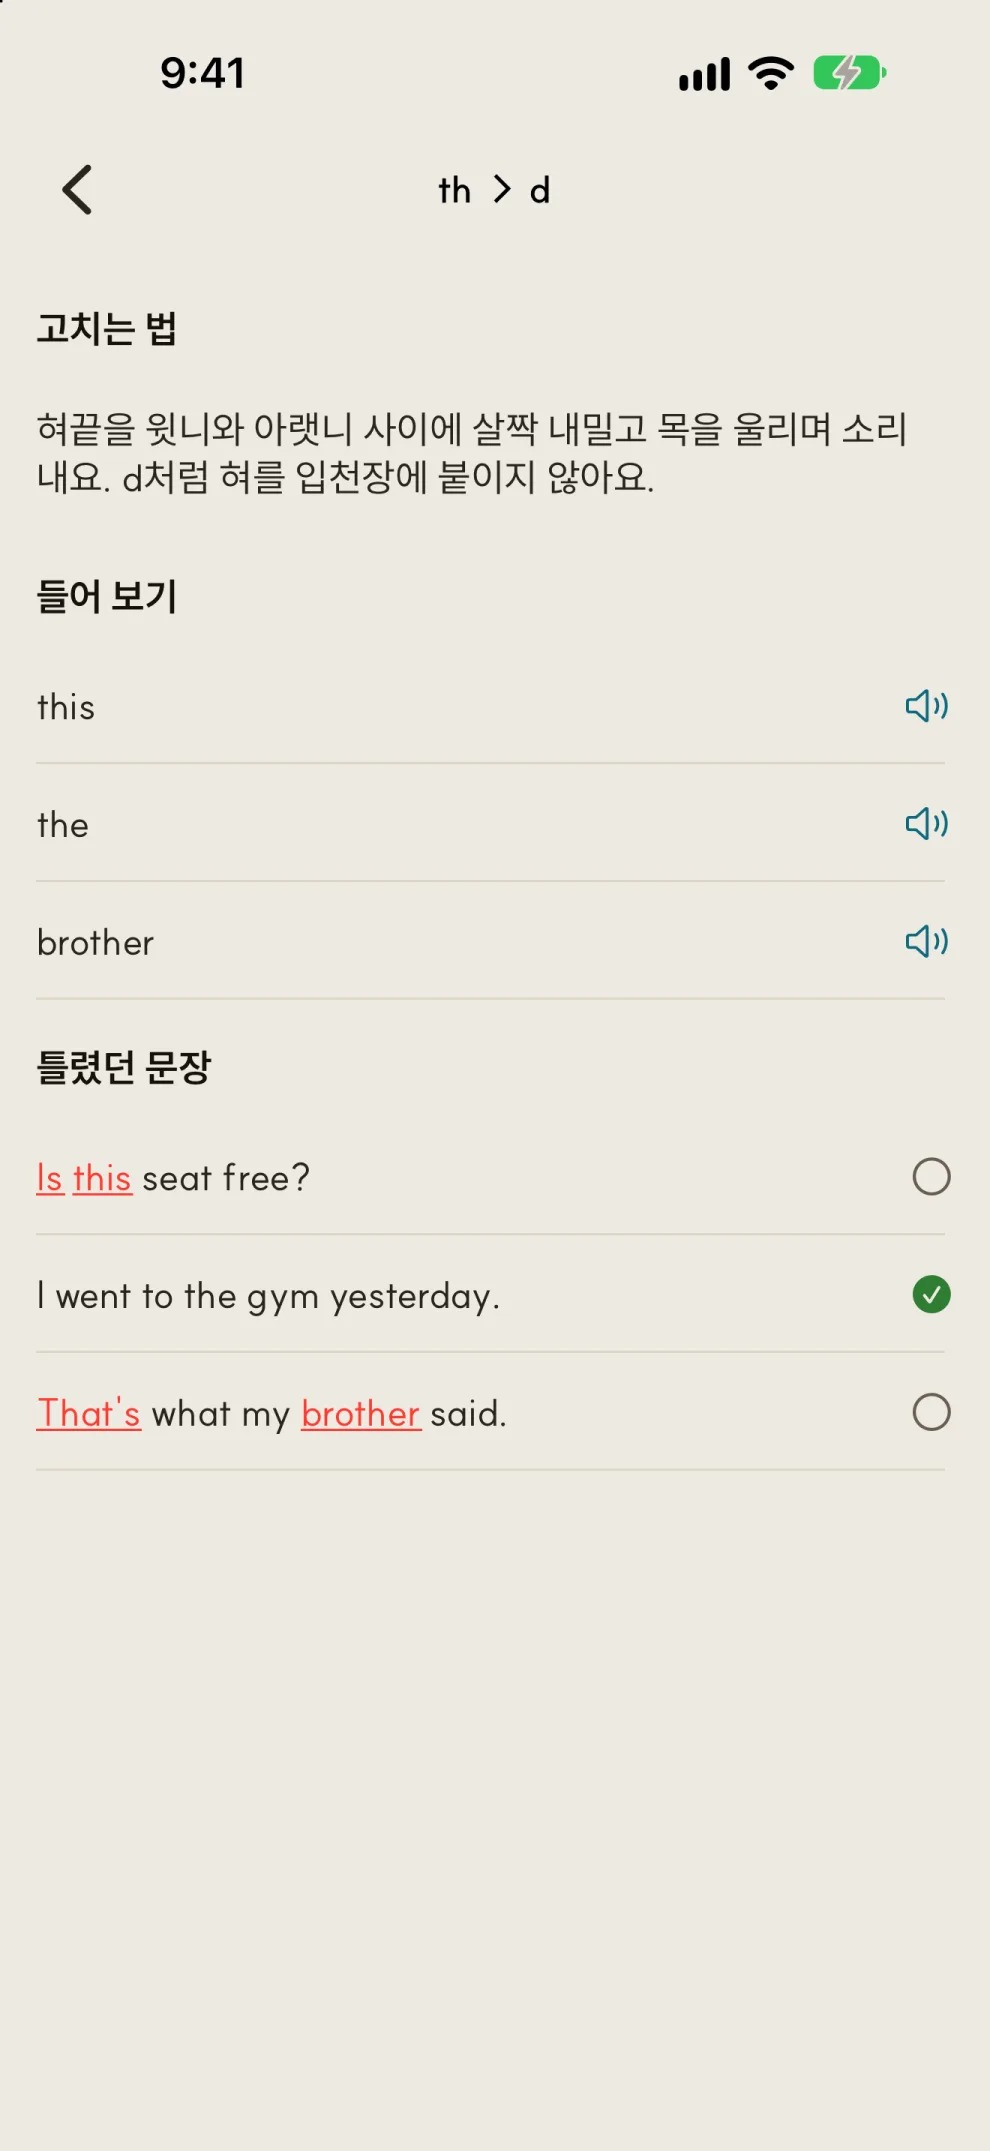 9:41
th > d
고치는 법
혀끝을 윗니와 아랫니 사이에 살짝 내밀고 목을 울리며 소리
내요. d처럼 혀를 입천장에 붙이지 않아요.
들어 보기
this
the
brother
틀렸던 문장
Is this seat free?
I went to the gym yesterday.
That's what my brother said.